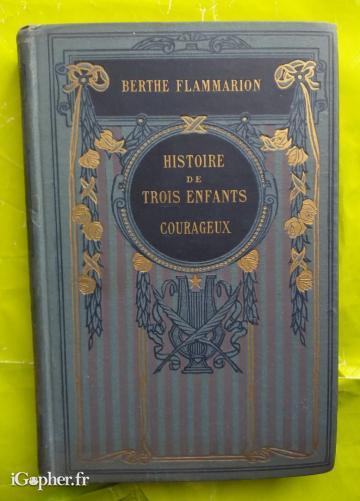 BERTHE FLAMMARION
HISTOIRE
DE
TROIS ENFANTS
COURAGEUX
iGopher.fr